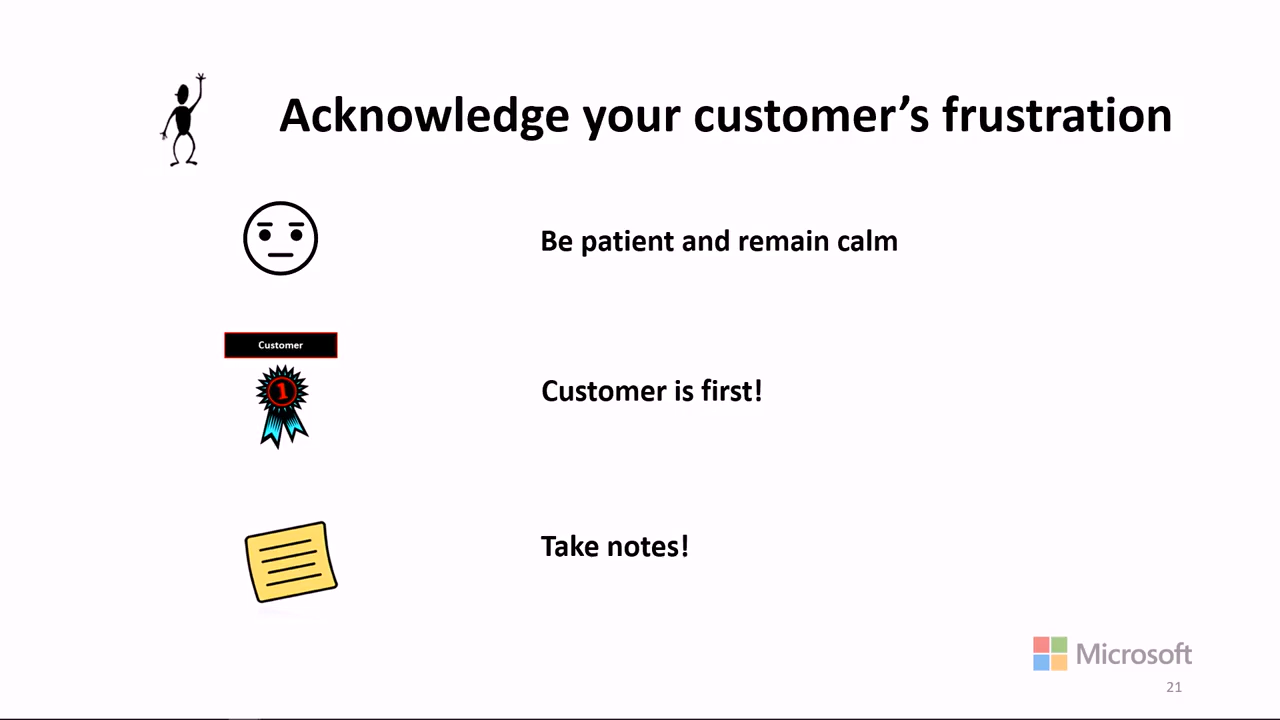 Acknowledge your customer’s frustration
Be patient and remain calm
Customer
1
Customer is first!
Take notes!
Microsoft
21